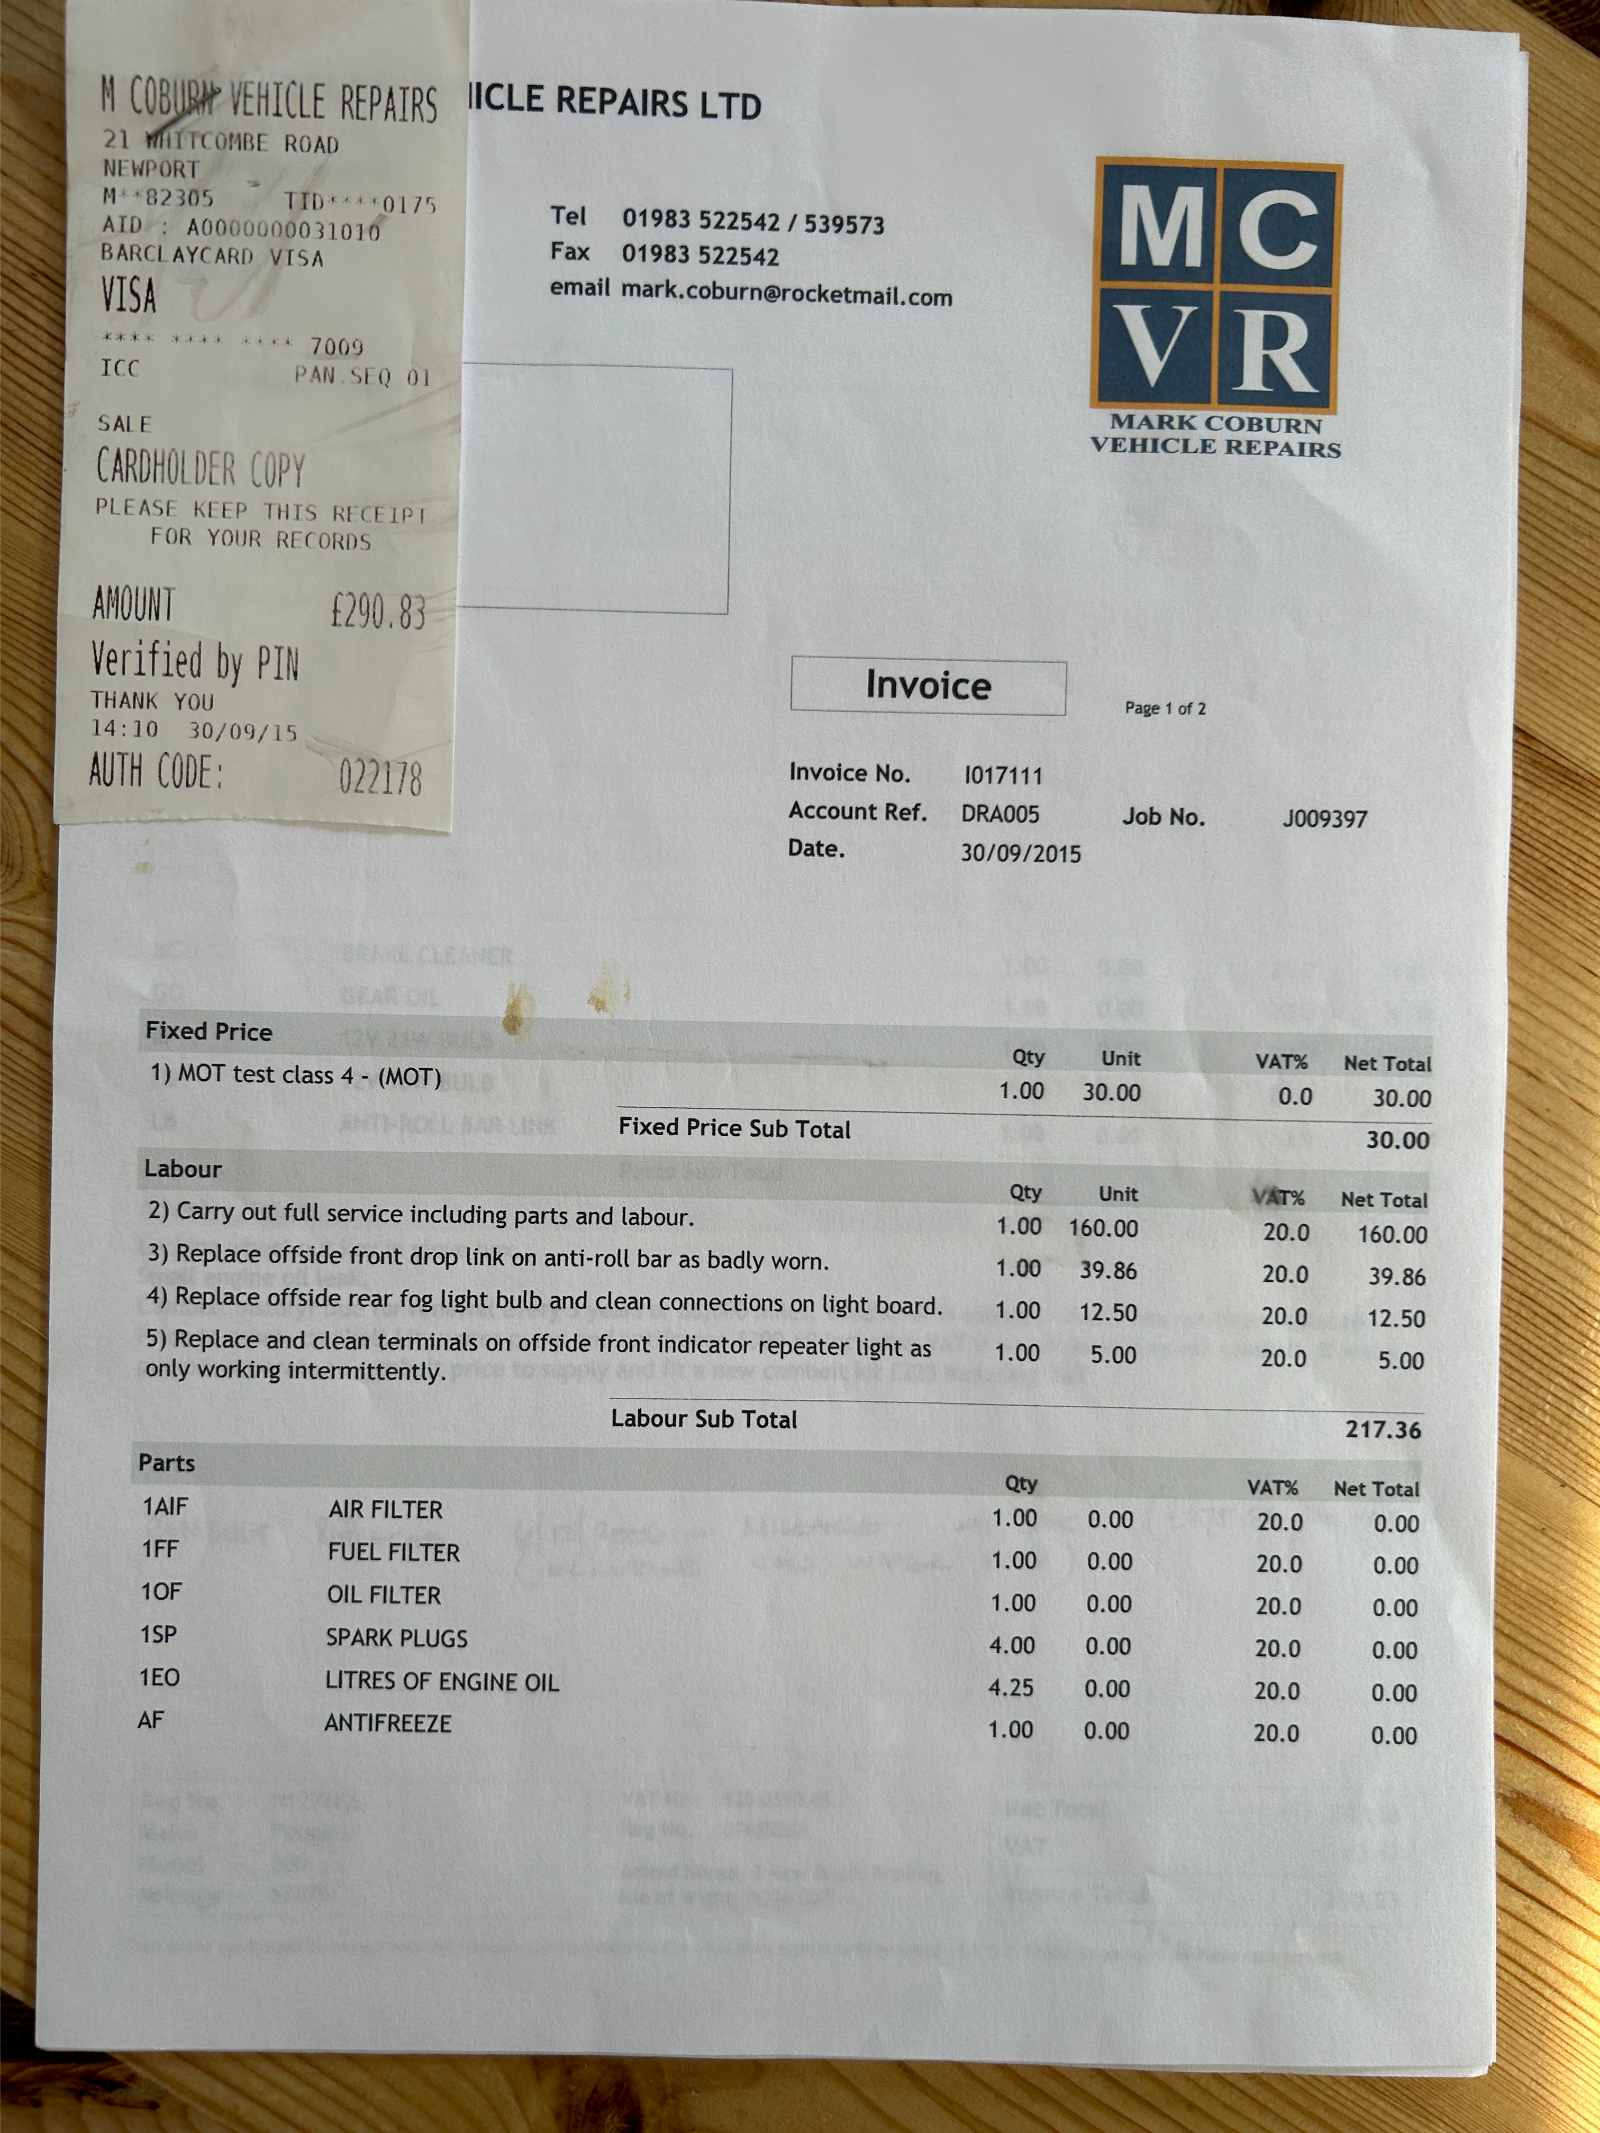 M COBURN VEHICLE REPAIRS
21 WHITCOMBE ROAD
NEWPORT
M**82305 TID****0175
AID : A0000000031010
BARCLAYCARD VISA
VISA
**** **** **** 7009
ICC PAN.SEQ 01
SALE
CARDHOLDER COPY
PLEASE KEEP THIS RECEIPT
FOR YOUR RECORDS
AMOUNT £290.83
Verified by PIN
THANK YOU
14:10 30/09/15
AUTH CODE: 022178
ICLE REPAIRS LTD
Tel 01983 522542 / 539573
Fax 01983 522542
email mark.coburn@rocketmail.com
MC
VR
MARK COBURN
VEHICLE REPAIRS
Invoice
Page 1 of 2
Invoice No. I017111
Account Ref. DRA005 Job No. J009397
Date. 30/09/2015
BRAKE CLEANER
GEAR OIL
ANTI-ROLL BAR LINK
Fixed Price Qty Unit VAT% Net Total
1) MOT test class 4 - (MOT) 1.00 30.00 0.0 30.00
Fixed Price Sub Total 30.00
Labour Qty Unit VAT% Net Total
2) Carry out full service including parts and labour. 1.00 160.00 20.0 160.00
3) Replace offside front drop link on anti-roll bar as badly worn. 1.00 39.86 20.0 39.86
4) Replace offside rear fog light bulb and clean connections on light board. 1.00 12.50 20.0 12.50
5) Replace and clean terminals on offside front indicator repeater light as 1.00 5.00 20.0 5.00
only working intermittently.
Labour Sub Total 217.36
Parts Qty VAT% Net Total
1AIF AIR FILTER 1.00 0.00 20.0 0.00
1FF FUEL FILTER 1.00 0.00 20.0 0.00
1OF OIL FILTER 1.00 0.00 20.0 0.00
1SP SPARK PLUGS 4.00 0.00 20.0 0.00
1EO LITRES OF ENGINE OIL 4.25 0.00 20.0 0.00
AF ANTIFREEZE 1.00 0.00 20.0 0.00